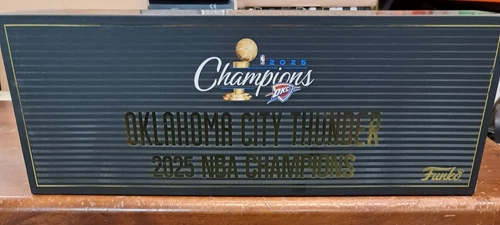 2025
Champions
OKC
OKLAHOMA CITY THUNDER
2025 NBA CHAMPIONS
Funko